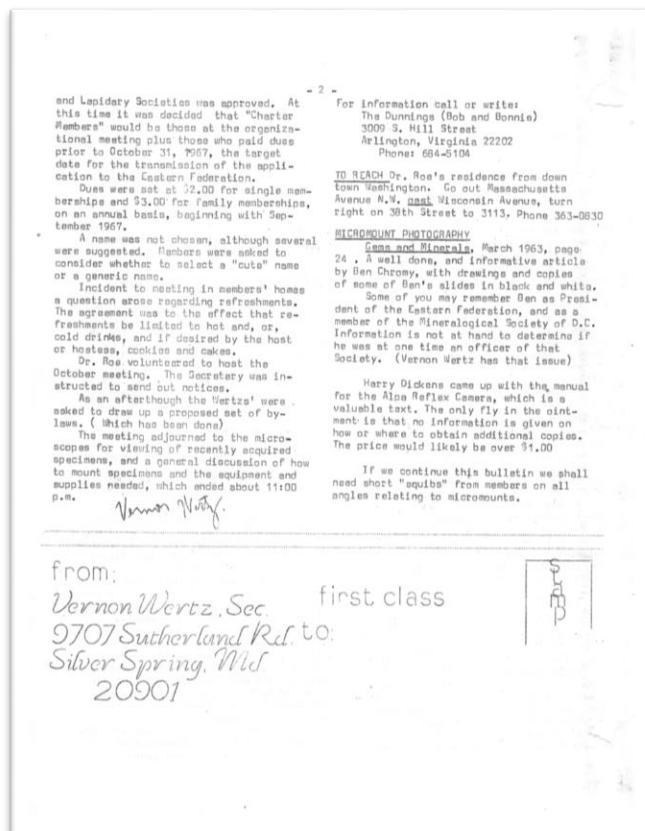 - 2 -
and Lapidary Societies was approved. At
this time it was decided that "Charter
Members" would be those at the organiza-
tional meeting plus those who paid dues
prior to October 31, 1967, the target
date for the transmission of the appli-
cation to the Eastern Federation.
Dues were set at $2.00 for single mem-
berships and $3.00 for family memberships,
on an annual basis, beginning with Sep-
tember 1967.
A name was not chosen, although several
were suggested. Members were asked to
consider whether to select a "cute" name
or a generic name.
Incident to meeting in members' homes
a question arose regarding refreshments.
The agreement was to the effect that re-
freshments be limited to hot and, or,
cold drinks, and if desired by the host
or hostess, cookies and cakes.
Dr. Roe volunteered to host the
October meeting. The Secretary was in-
structed to send out notices.
As an afterthough the Wertzs' were
asked to draw up a proposed set of by-
laws. ( Which has been done)
The meeting adjourned to the micro-
scopes for viewing of recently acquired
specimens, and a general discussion of how
to mount specimens and the equipment and
supplies needed, which ended about 11:00
p.m.
Vernon Wertz.
For information call or write:
The Dunnings (Bob and Bonnie)
3009 S. Hill Street
Arlington, Virginia 22202
Phone: 684-5104
TO REACH Dr. Roe's residence from down
town Washington. Go out Massachusetts
Avenue N.W. past Wisconsin Avenue, turn
right on 38th Street to 3113. Phone 363-0830
MICROMOUNT PHOTOGRAPHY
Gems and Minerals, March 1963, page
24 . A well done, and informative article
by Ben Chromy, with drawings and copies
of some of Ben's slides in black and white.
Some of you may remember Ben as Presi-
dent of the Eastern Federation, and as a
member of the Mineralogical Society of D.C.
Information is not at hand to determine if
he was at one time an officer of that
Society. (Vernon Wertz has that issue)
Harry Dickens came up with the manual
for the Alpa Reflex Camera, which is a
valuable text. The only fly in the oint-
ment is that no information is given on
how or where to obtain additional copies.
The price would likely be over $1.00
If we continue this bulletin we shall
need short "squibs" from members on all
angles relating to micromounts.
from:
Vernon Wertz, Sec.
9707 Sutherland Rd.
Silver Spring, Md
20901
first class
to:
stamp